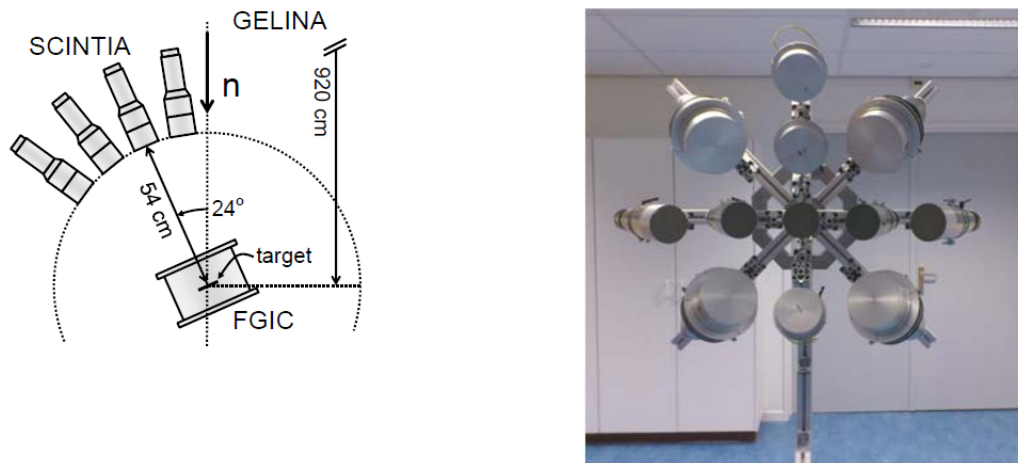 GELINA
SCINTIA
n
920 cm
54 cm
24°
target
FGIC